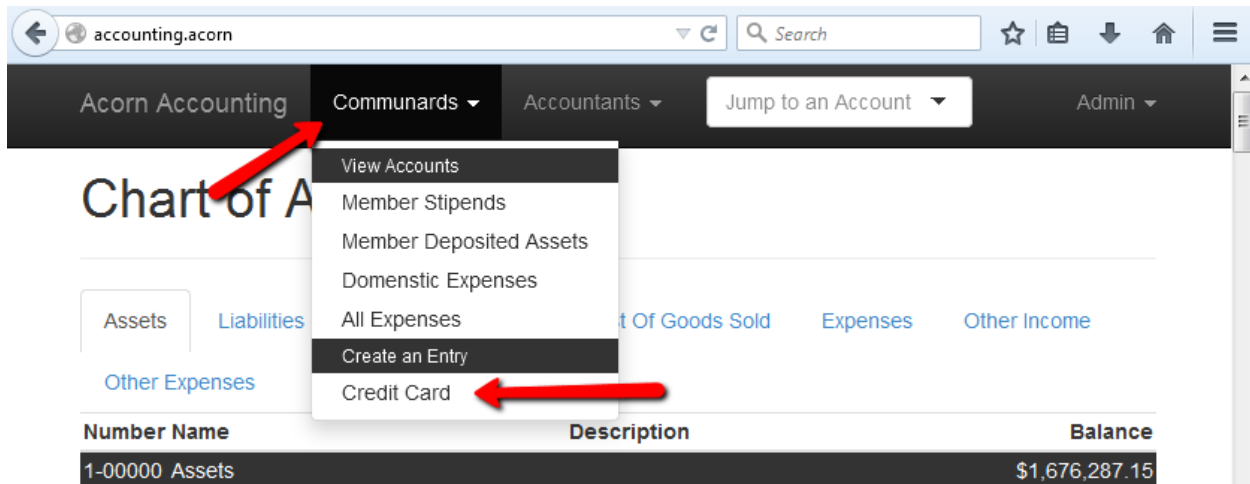 accounting.acorn Search
Acorn Accounting Communards Accountants Jump to an Account Admin
View Accounts
Chart of A
Member Stipends
Member Deposited Assets
Domenstic Expenses
Assets Liabilities All Expenses t Of Goods Sold Expenses Other Income
Create an Entry
Other Expenses
Credit Card
Number Name Description Balance
1-00000 Assets $1,676,287.15